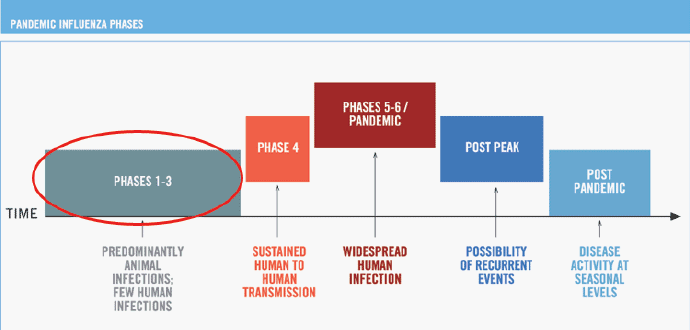 PANDEMIC INFLUENZA PHASES
PHASES 5-6 /
PANDEMIC
PHASE 4
POST PEAK
PHASES 1-3
POST
PANDEMIC
TIME
PREDOMINANTLY
ANIMAL
INFECTIONS;
FEW HUMAN
INFECTIONS
SUSTAINED
HUMAN TO
HUMAN
TRANSMISSION
WIDESPREAD
HUMAN
INFECTION
POSSIBILITY
OF RECURRENT
EVENTS
DISEASE
ACTIVITY AT
SEASONAL
LEVELS